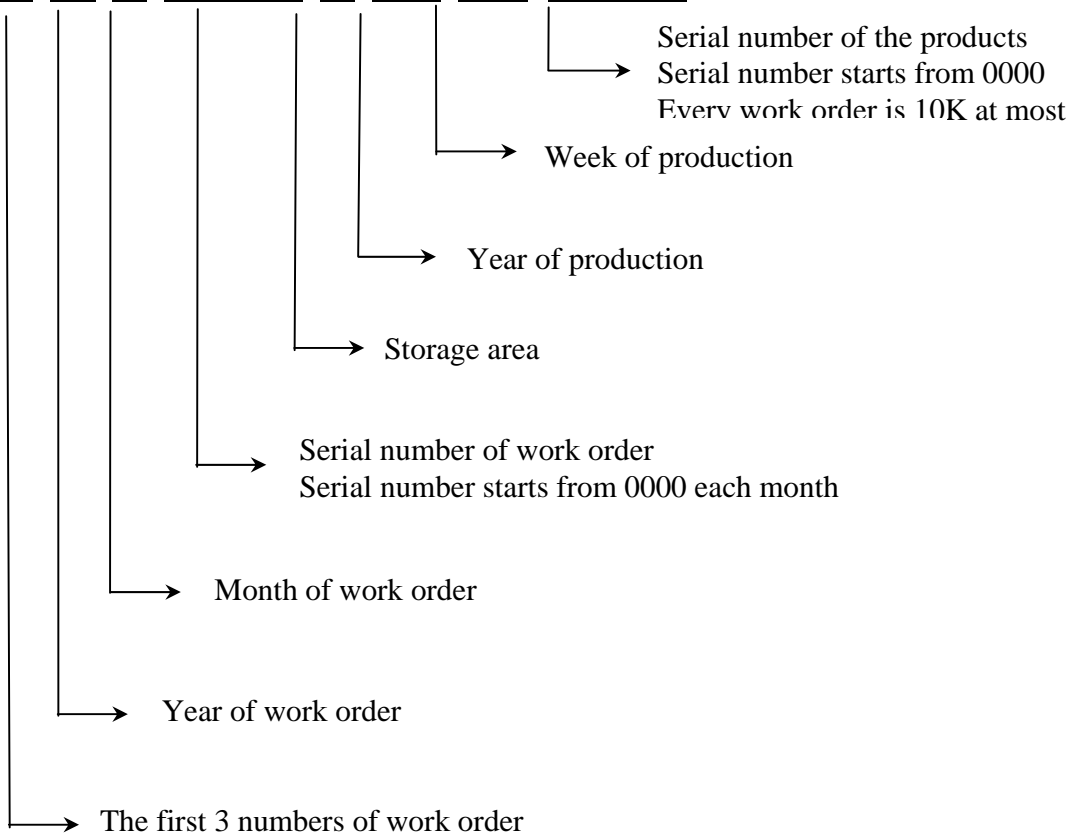 Serial number of the products
Serial number starts from 0000
Every work order is 10K at most
Week of production
Year of production
Storage area
Serial number of work order
Serial number starts from 0000 each month
Month of work order
Year of work order
The first 3 numbers of work order